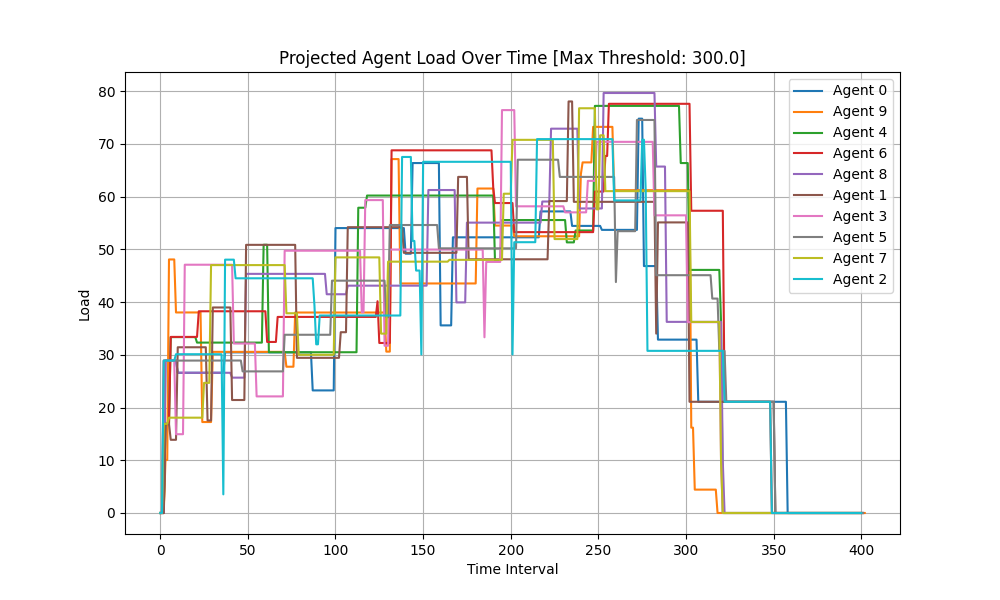 Projected Agent Load Over Time [Max Threshold: 300.0]
Load
80
70
60
50
40
30
20
10
0
0 50 100 150 200 250 300 350 400
Time Interval
Agent 0
Agent 9
Agent 4
Agent 6
Agent 8
Agent 1
Agent 3
Agent 5
Agent 7
Agent 2